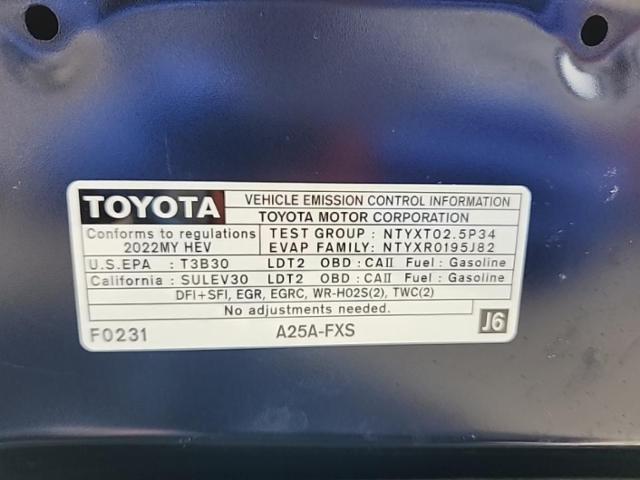 TOYOTA VEHICLE EMISSION CONTROL INFORMATION
TOYOTA MOTOR CORPORATION
Conforms to regulations TEST GROUP : NTYXT02.5P34
2022MY HEV EVAP FAMILY: NTYXR0195J82
U.S.EPA : T3B30 LDT2 OBD : CAII Fuel : Gasoline
California : SULEV30 LDT2 OBD : CAII Fuel : Gasoline
DFI+SFI, EGR, EGRC, WR-HO2S(2), TWC(2)
No adjustments needed.
F0231 A25A-FXS J6